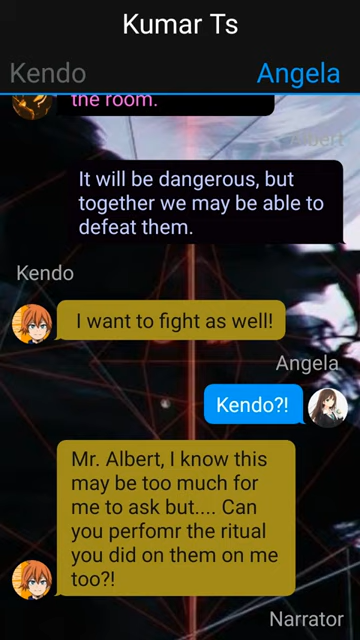 Kumar Ts
Kendo
Angela
the room.
Albert
It will be dangerous, but
together we may be able to
defeat them.
Kendo
I want to fight as well!
Angela
Kendo?!
Mr. Albert, I know this
may be too much for
me to ask but.... Can
you perfomr the ritual
you did on them on me
too?!
Narrator